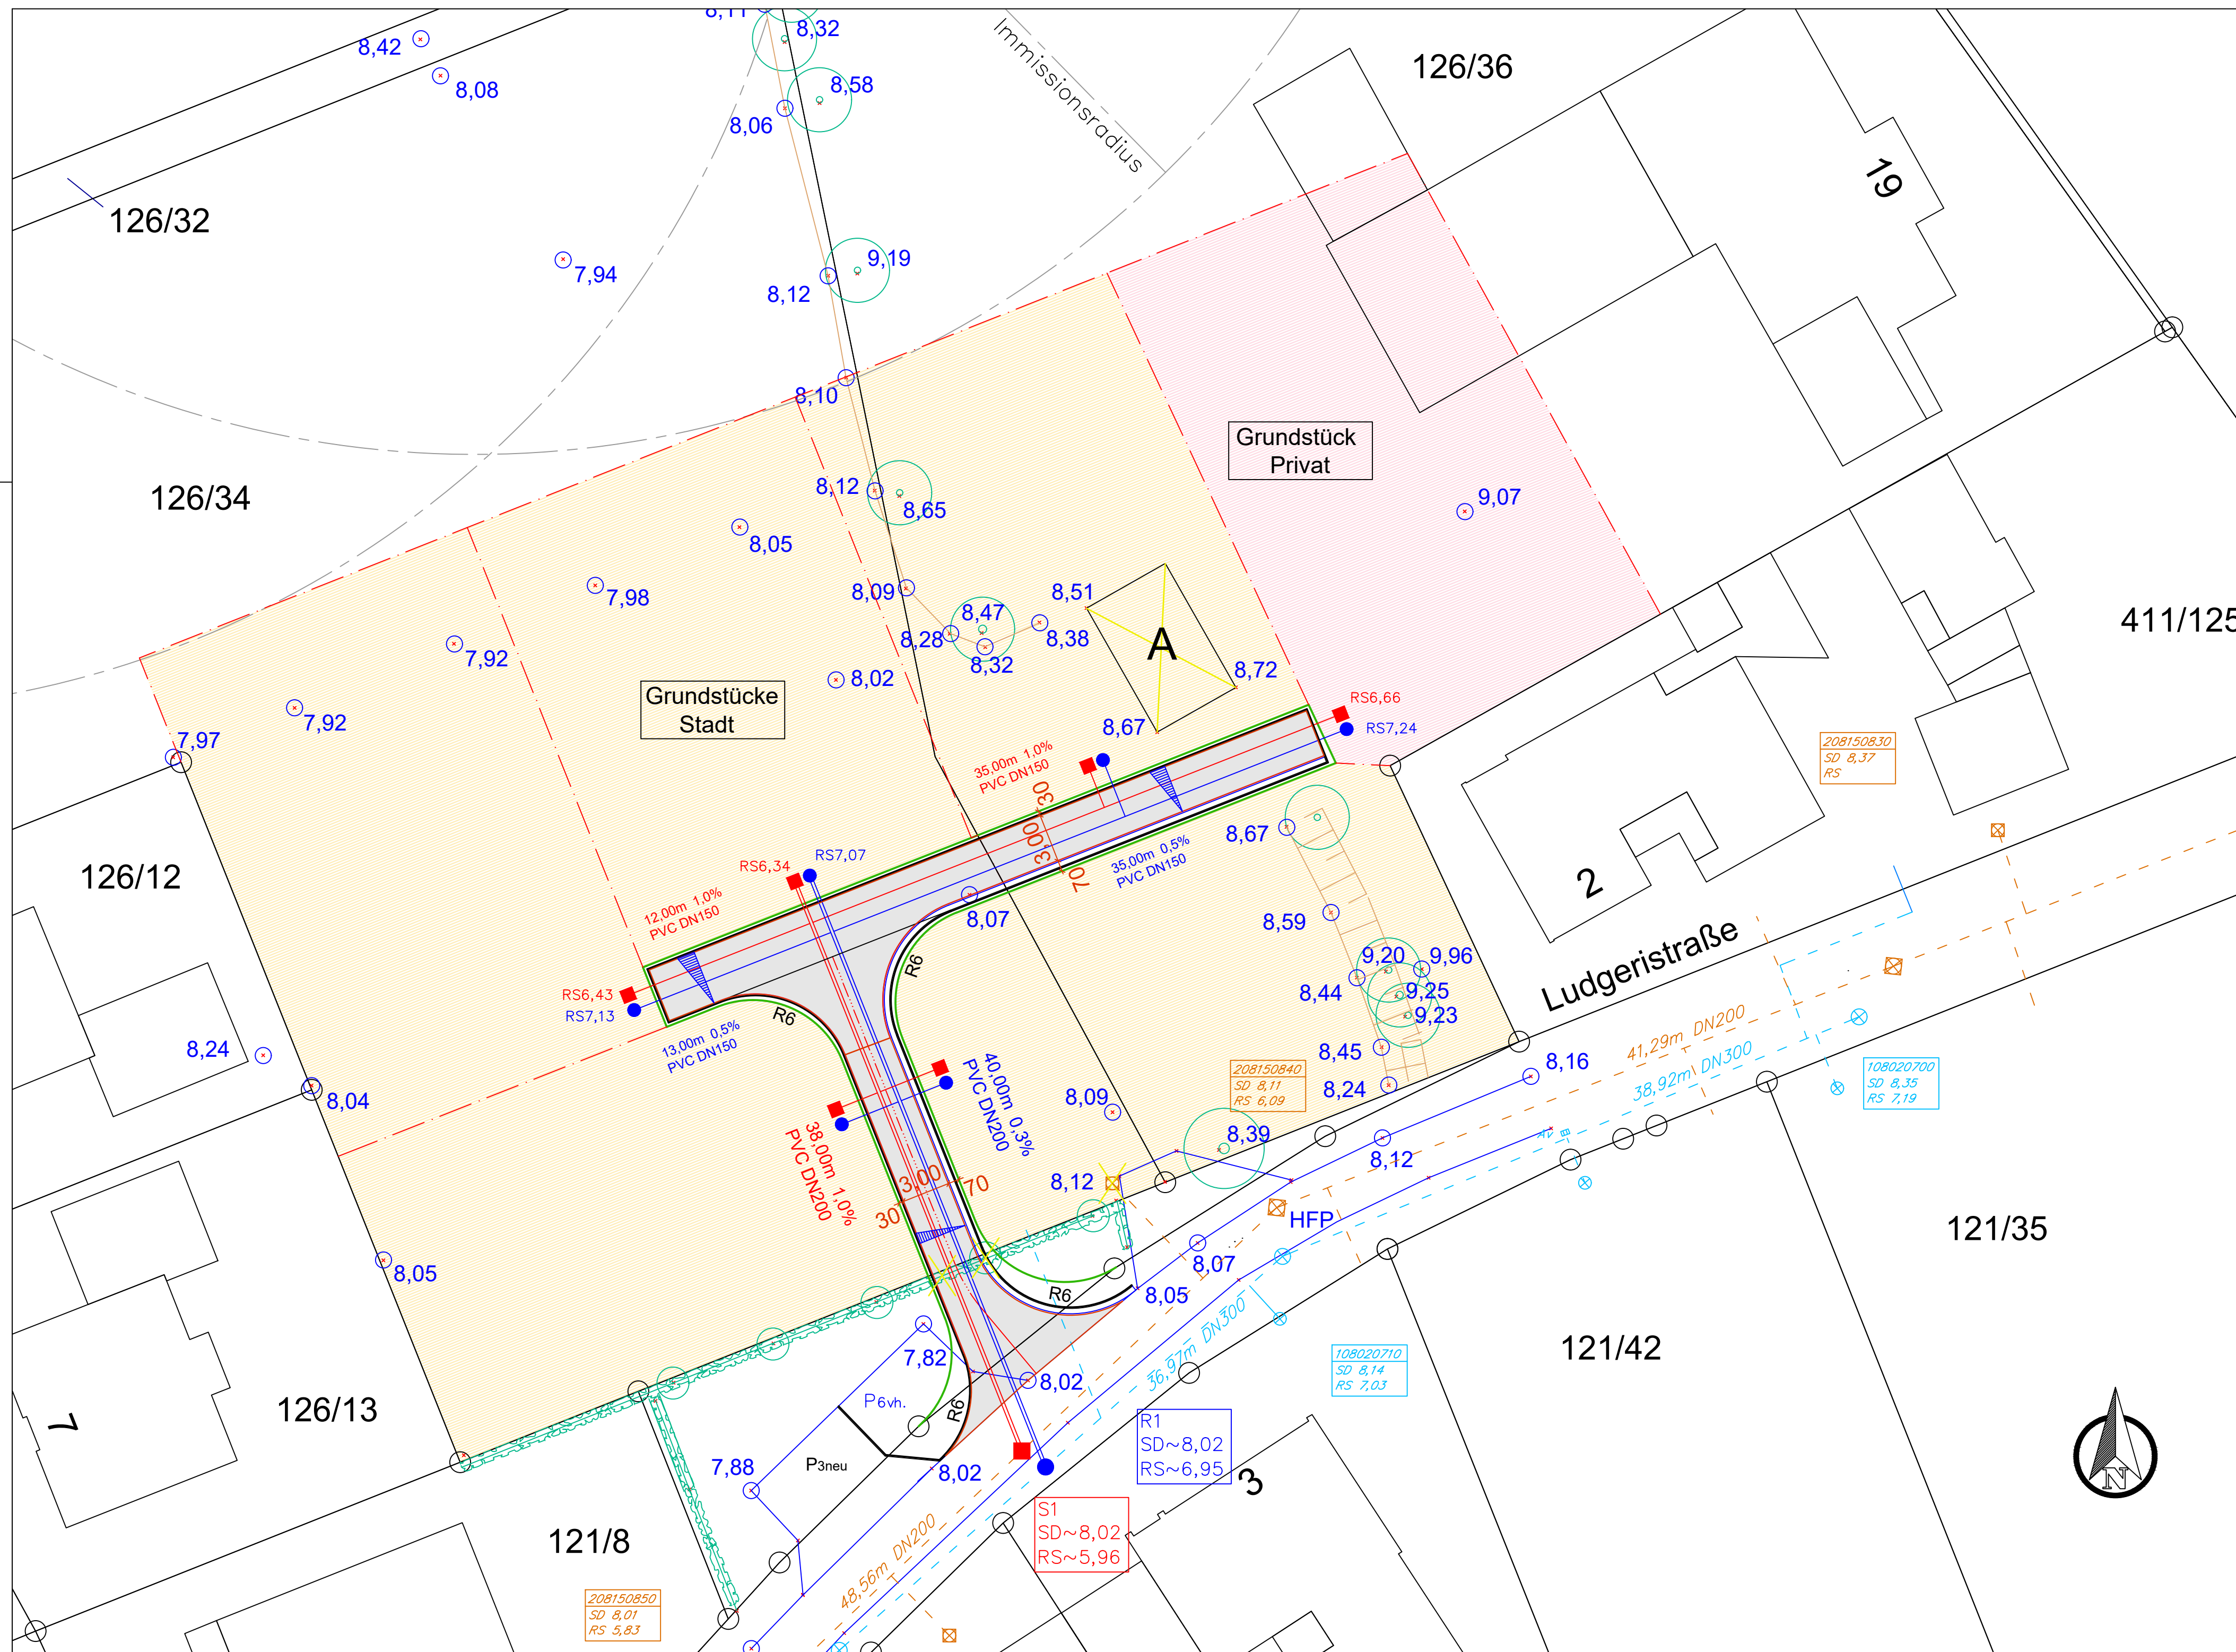 8,11
8,32
8,42
8,08
8,58
8,06
Immissionsradius
126/36
19
126/32
7,94
9,19
8,12
8,10
126/34
Grundstück
Privat
8,12
8,65
9,07
8,05
7,98
8,09
8,51
8,47
8,28
8,38
8,32
A
7,92
8,02
8,72
411/125
Grundstücke
Stadt
7,92
7,97
8,67
RS6,66
RS7,24
35,00m 1,0%
PVC DN150
208150830
SD 8,37
RS
30
3,00
70
8,67
RS6,34
RS7,07
35,00m 0,5%
PVC DN150
126/12
2
12,00m 1,0%
PVC DN150
8,07
8,59
Ludgeristraße
R6
9,20
9,96
8,44
9,25
9,23
RS6,43
RS7,13
R6
13,00m 0,5%
PVC DN150
8,24
8,04
8,45
8,24
8,16
41,29m DN200
38,92m DN300
208150840
SD 8,11
RS 6,09
108020700
SD 8,35
RS 7,19
40,00m 0,3%
PVC DN200
8,09
8,39
8,12
AV
38,00m 1,0%
PVC DN200
3,00
70
30
8,12
HFP
8,07
121/35
8,05
R6
8,05
36,97m DN300
7,82
8,02
121/42
108020710
SD 8,14
RS 7,03
P6vh.
R6
126/13
7
P3neu
7,88
8,02
R1
SD~8,02
RS~6,95
3
N
S1
SD~8,02
RS~5,96
121/8
48,56m DN200
208150850
SD 8,01
RS 5,83